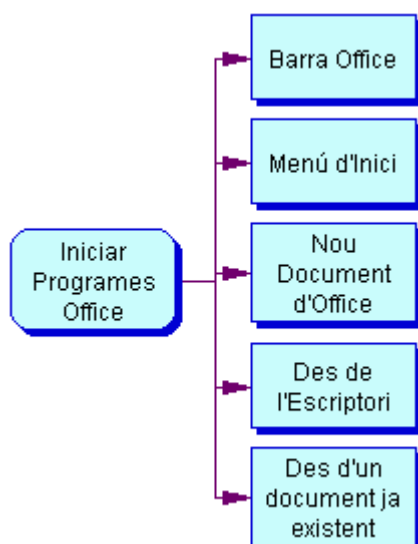 Barra Office
Menú d'Inici
Iniciar
Programes
Office
Nou
Document
d'Office
Des de
l'Escriptori
Des d'un
document ja
existent